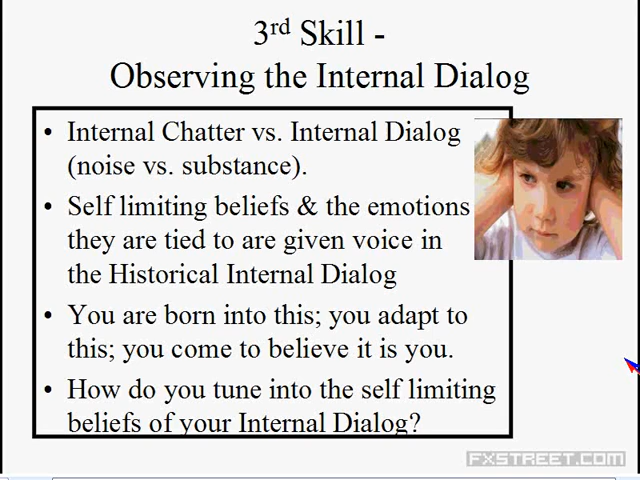 3rd Skill -
Observing the Internal Dialog
• Internal Chatter vs. Internal Dialog
(noise vs. substance).
• Self limiting beliefs & the emotions
they are tied to are given voice in
the Historical Internal Dialog
• You are born into this; you adapt to
this; you come to believe it is you.
• How do you tune into the self limiting
beliefs of your Internal Dialog?
FXSTREET.COM